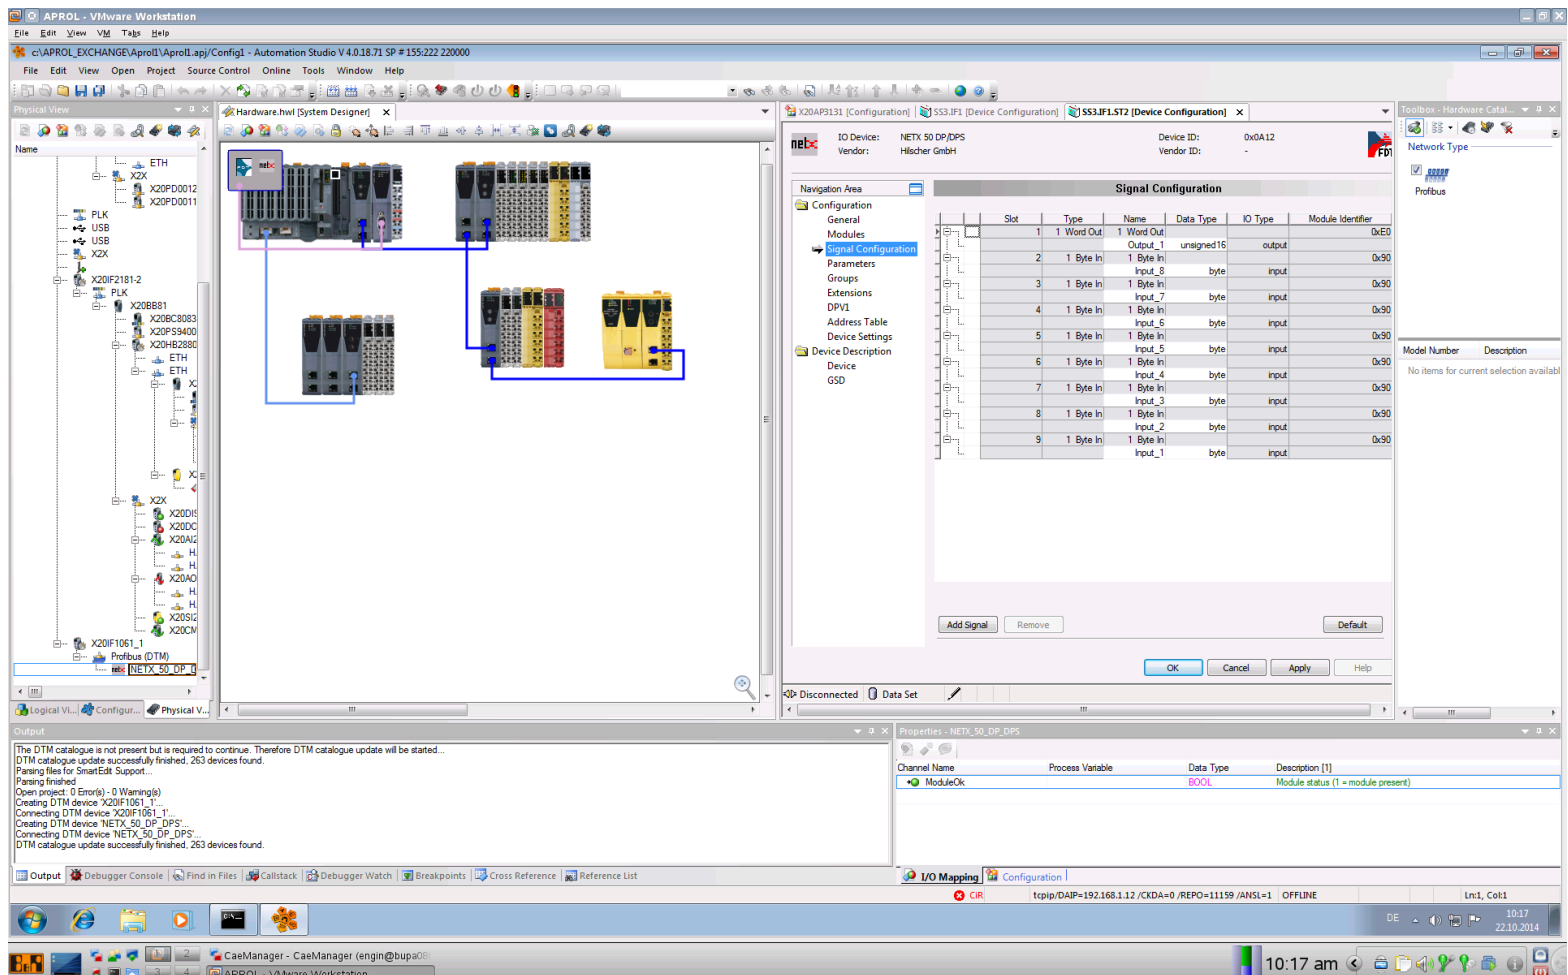 APROL - VMware Workstation
File Edit View VM Tabs Help
c:\APROL_EXCHANGE\Aprol1\Aprol1.apj/Config1 - Automation Studio V 4.0.18.71 SP # 155:222 220000
File Edit View Open Project Source Control Online Tools Window Help
Physical View
Name
ETH
X2X
X20PD0012
X20PD0011
PLK
USB
USB
X2X
X20IF2181-2
PLK
X20BB81
X20BC8083
X20PS9400
X20HB2880
ETH
ETH
X2X
X20DIS
X20DC
X20AI2
H.
H.
X20AO
H.
H.
X20SI2
X20CM
X20IF1061_1
Profibus (DTM)
NETX_50_DP_D
Logical Vi... Configur... Physical V...
Hardware.hwl [System Designer]
X20AP3131 [Configuration] SS3.IF1 [Device Configuration] SS3.IF1.ST2 [Device Configuration]
netX
IO Device: NETX 50 DP/DPS Device ID: 0x0A12
Vendor: Hilscher GmbH Vendor ID: -
FDT
Navigation Area
Configuration
General
Modules
Signal Configuration
Parameters
Groups
Extensions
DPV1
Address Table
Device Settings
Device Description
Device
GSD
Signal Configuration
Slot Type Name Data Type IO Type Module Identifier
1 1 Word Out 1 Word Out 0xE0
Output_1 unsigned16 output
2 1 Byte In 1 Byte In 0x90
Input_8 byte input
3 1 Byte In 1 Byte In 0x90
Input_7 byte input
4 1 Byte In 1 Byte In 0x90
Input_6 byte input
5 1 Byte In 1 Byte In 0x90
Input_5 byte input
6 1 Byte In 1 Byte In 0x90
Input_4 byte input
7 1 Byte In 1 Byte In 0x90
Input_3 byte input
8 1 Byte In 1 Byte In 0x90
Input_2 byte input
9 1 Byte In 1 Byte In 0x90
Input_1 byte input
Add Signal Remove Default
OK Cancel Apply Help
Disconnected Data Set
Toolbox - Hardware Catal...
Network Type
Profibus
Model Number Description
No items for current selection availabl
Output
The DTM catalogue is not present but is required to continue. Therefore DTM catalogue update will be started...
DTM catalogue update successfully finished, 263 devices found.
Parsing files for SmartEdit Support...
Parsing finished
Open project: 0 Error(s) - 0 Warning(s)
Creating DTM device 'X20IF1061_1'...
Connecting DTM device 'X20IF1061_1'...
Creating DTM device 'NETX_50_DP_DPS'...
Connecting DTM device 'NETX_50_DP_DPS'...
DTM catalogue update successfully finished, 263 devices found.
Output Debugger Console Find in Files Callstack Debugger Watch Breakpoints Cross Reference Reference List
Properties - NETX_50_DP_DPS
Channel Name Process Variable Data Type Description [1]
ModuleOk BOOL Module status (1 = module present)
I/O Mapping Configuration
CiR tcpip/DAIP=192.168.1.12 /CKDA=0 /REPO=11159 /ANSL=1 OFFLINE Ln:1, Col:1
DE 10:17
22.10.2014
1 2 CaeManager - CaeManager (engin@bupa08
3 4 APROL - VMware Workstation
10:17 am